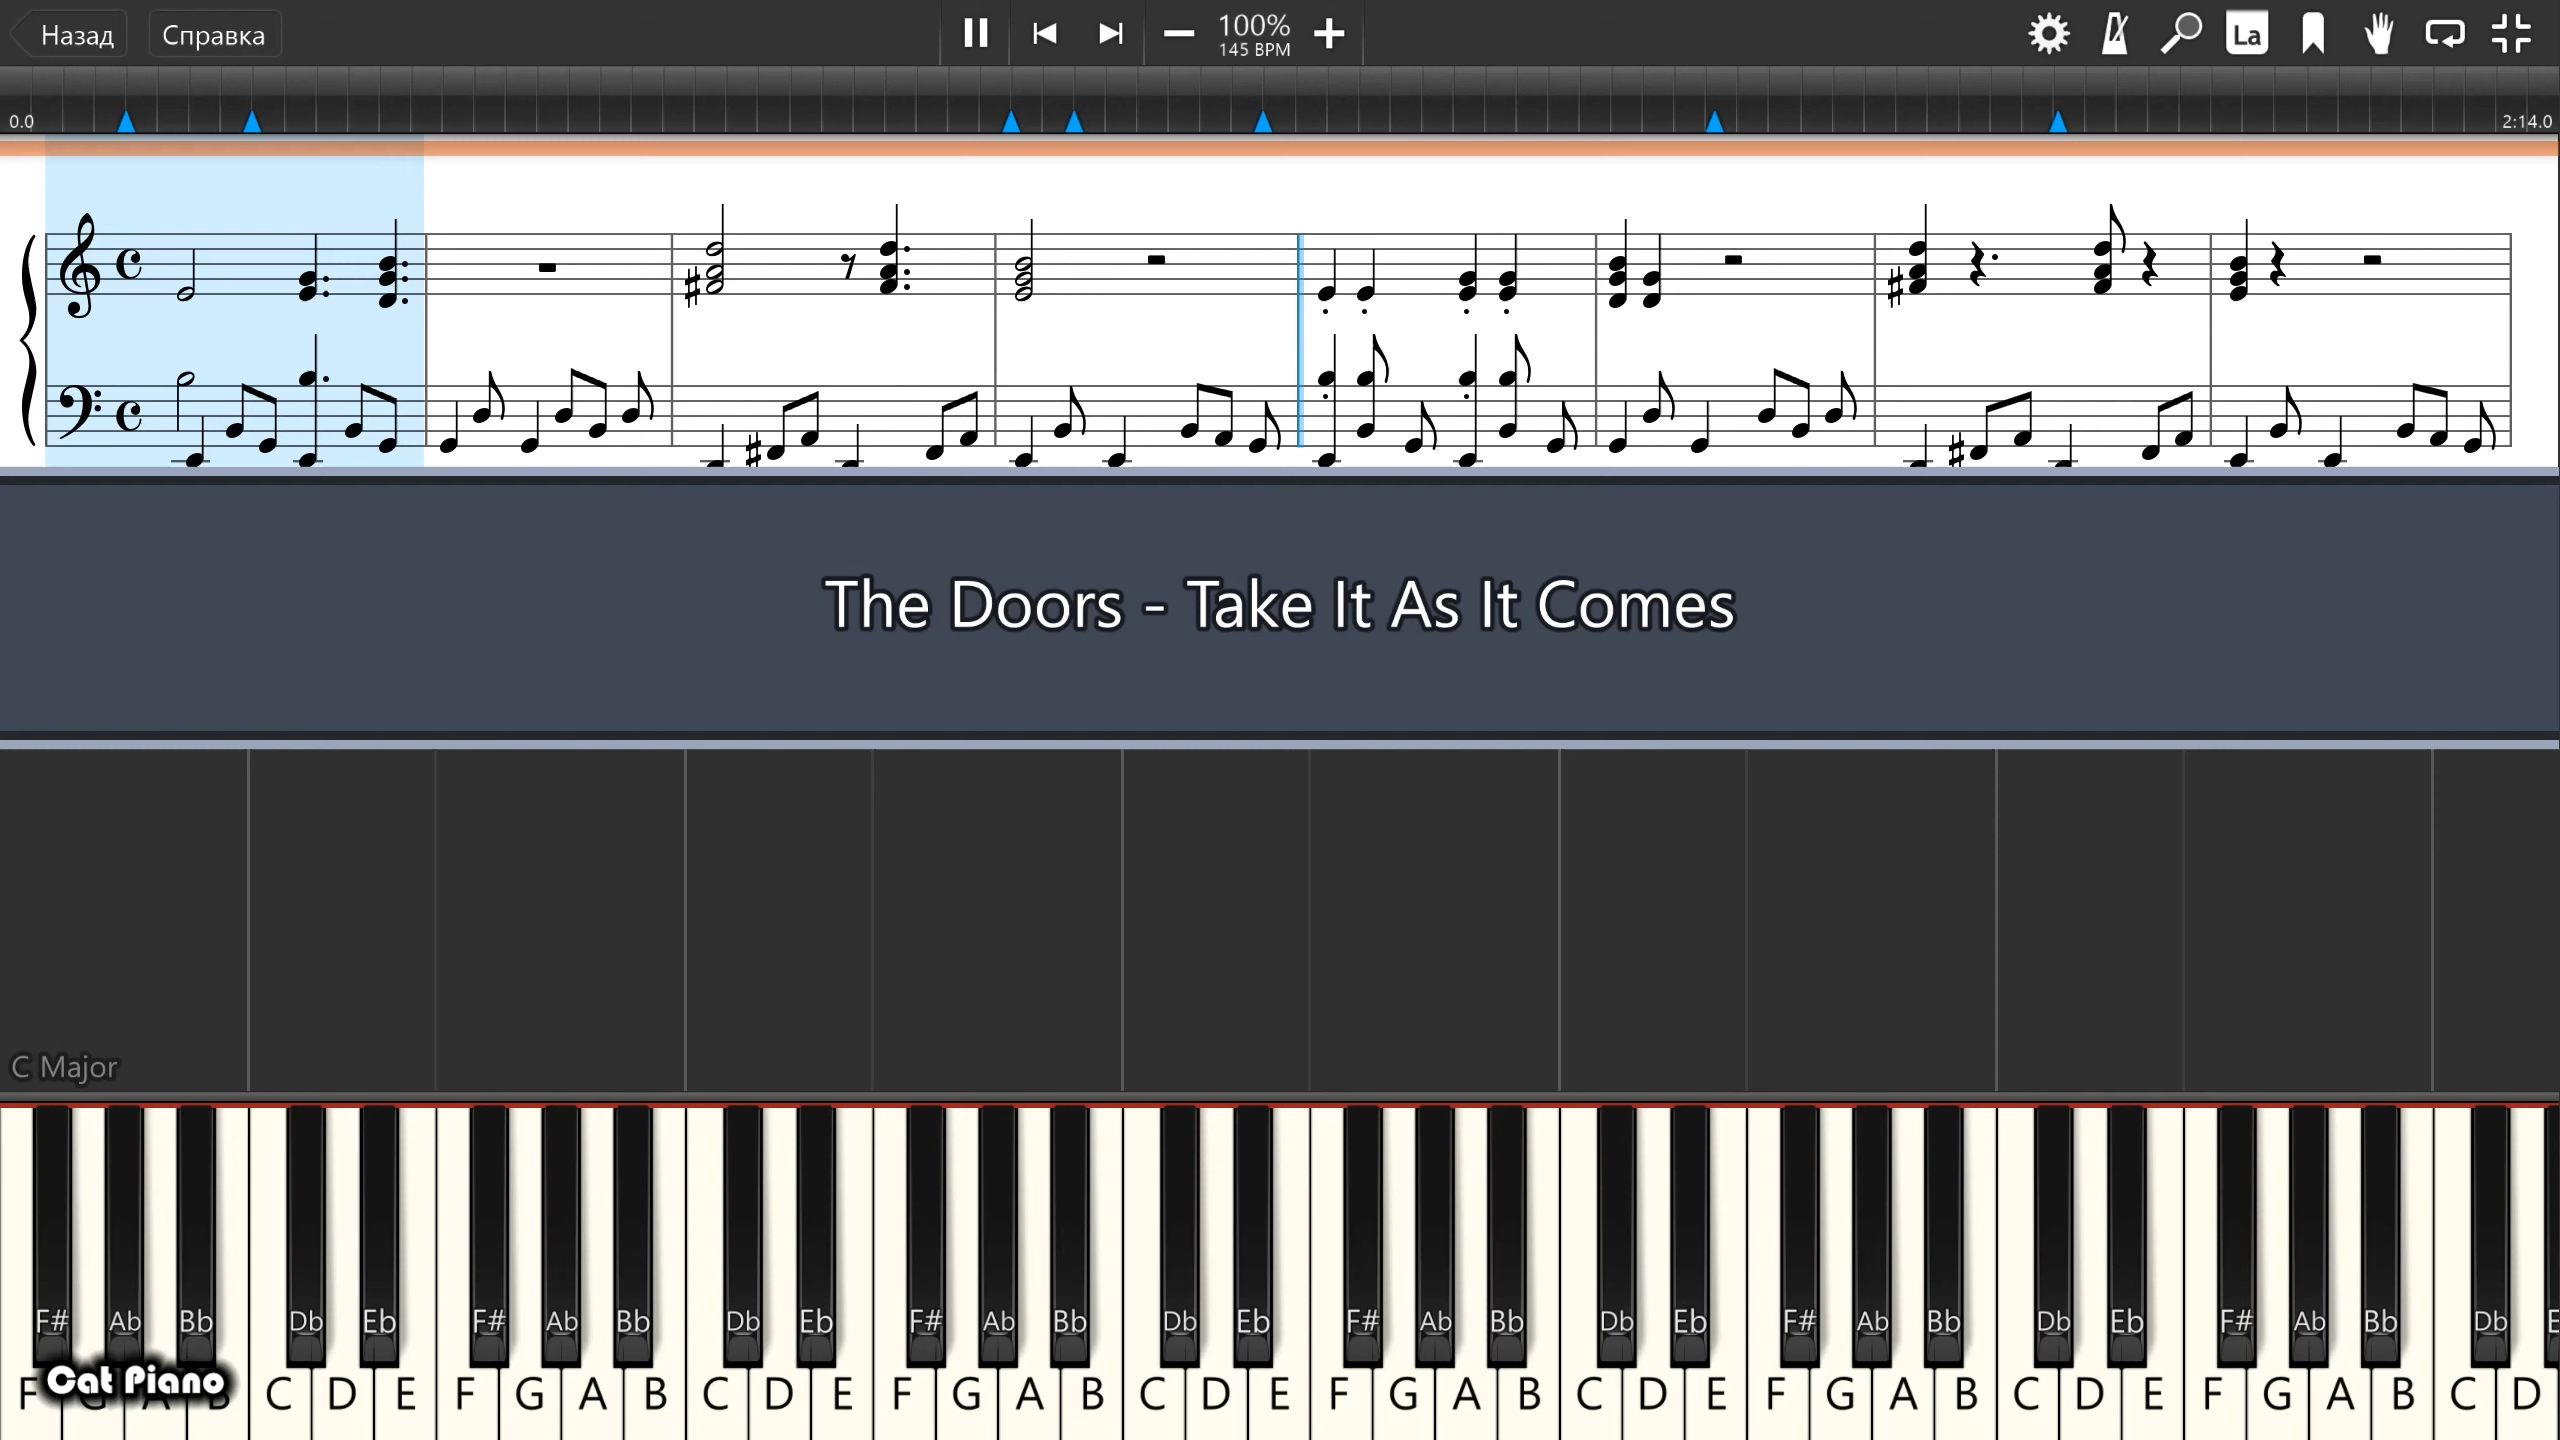 Назад Справка 100%
145 BPM
La
0.0 2:14.0
The Doors - Take It As It Comes
C Major
F# Ab Bb Db Eb F# Ab Bb Db Eb F# Ab Bb Db Eb F# Ab Bb Db Eb F# Ab Bb Db Eb F# Ab Bb Db
Cat Piano
F G A B C D E F G A B C D E F G A B C D E F G A B C D E F G A B C D E F G A B C D